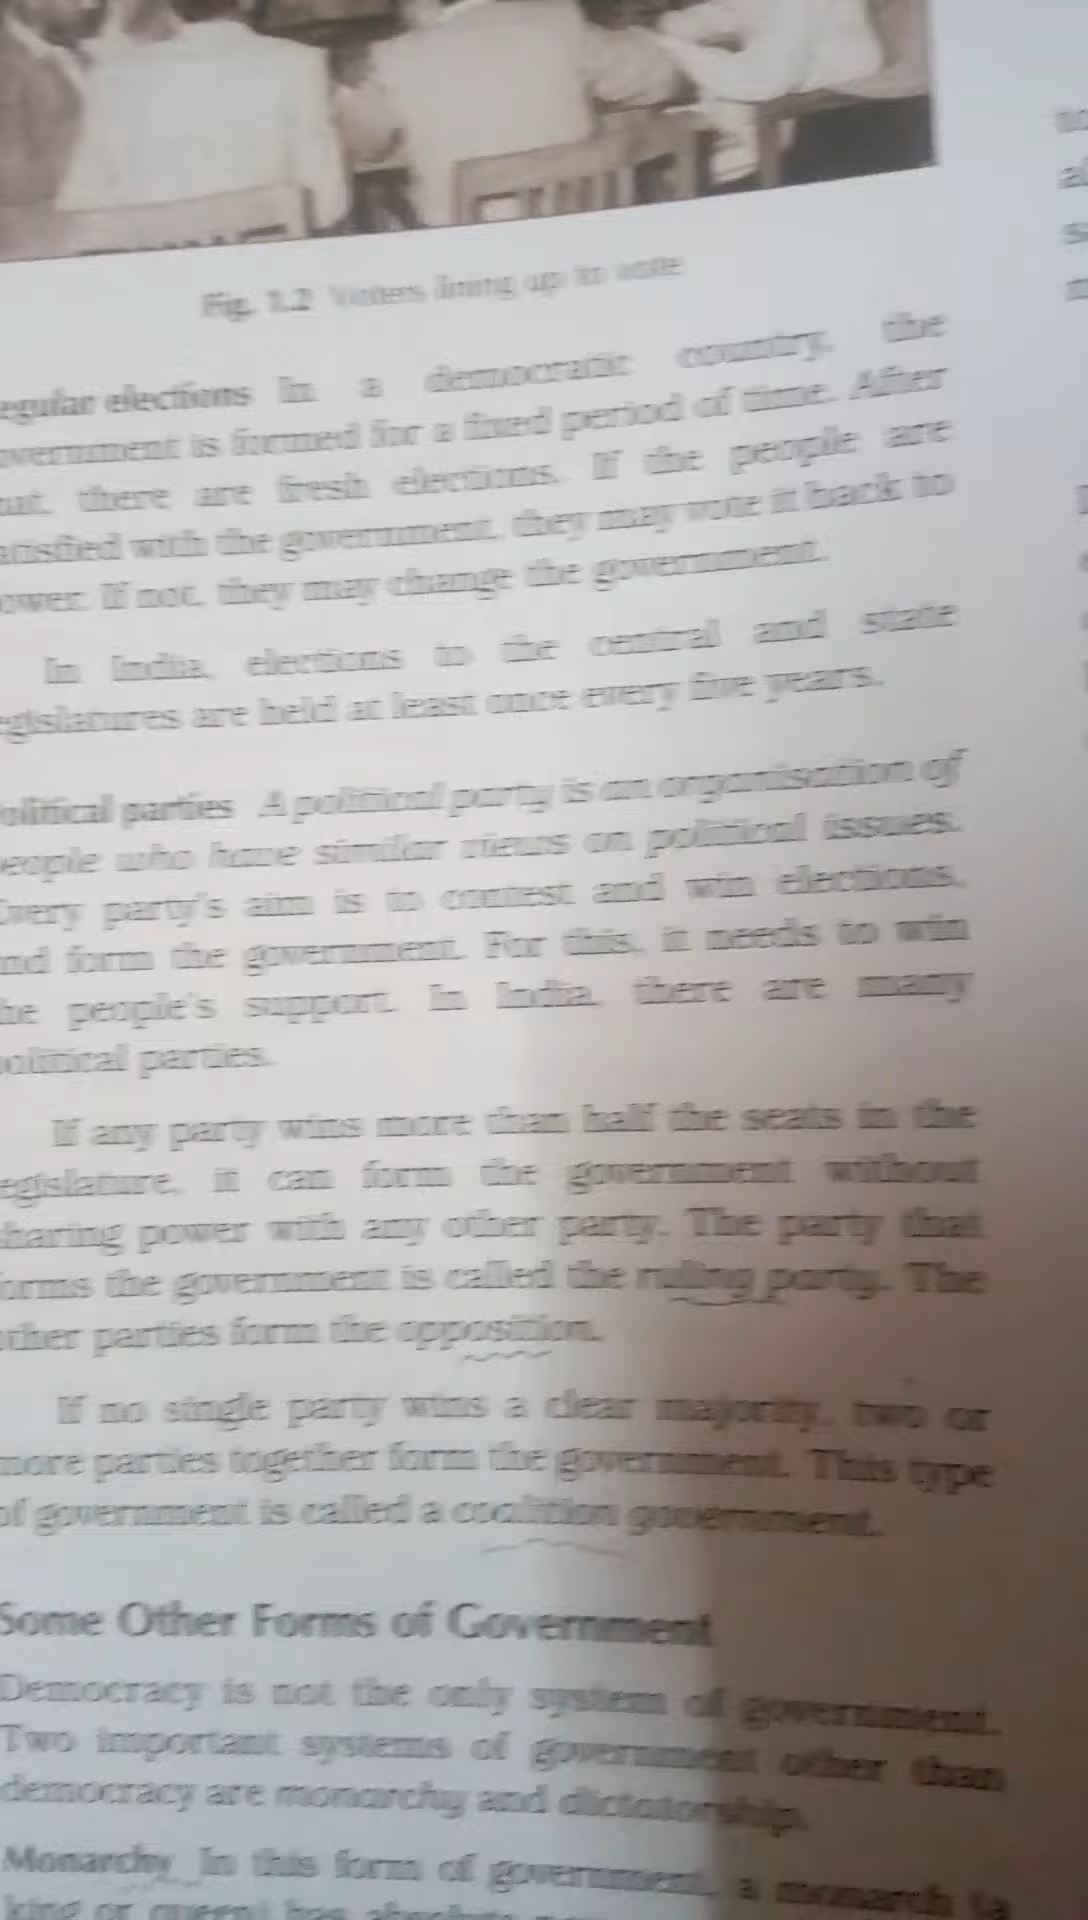 Fig. 1.2 Voters lining up to vote
egular elections In a democratic country, the
overnment is formed for a fixed period of time. After
hat, there are fresh elections. If the people are
atisfied with the government, they may vote it back to
ower. If not, they may change the government.
In India, elections to the central and state
egislatures are held at least once every five years.
olitical parties A political party is an organisation of
eople who have similar views on political issues.
Every party's aim is to contest and win elections,
nd form the government. For this, it needs to win
he people's support. In India, there are many
olitical parties.
If any party wins more than half the seats in the
egislature, it can form the government without
haring power with any other party. The party that
orms the government is called the ruling party. The
ther parties form the opposition.
If no single party wins a clear majority, two or
more parties together form the government. This type
of government is called a coalition government.
Some Other Forms of Government
Democracy is not the only system of government.
Two important systems of government other than
democracy are monarchy and dictatorship.
Monarchy In this form of government, a monarch (a
king or queen) has absolute